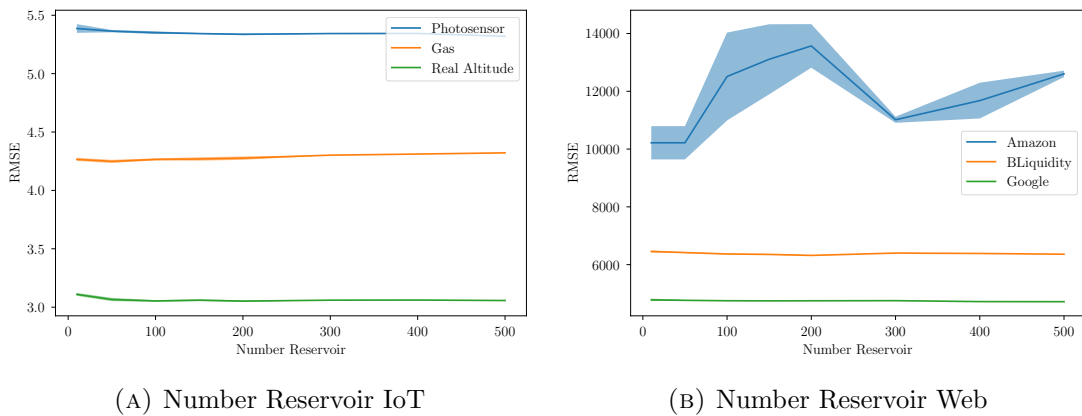 5.5
5.0
4.5
4.0
3.5
3.0
RMSE
0
100
200
300
400
500
Number Reservoir
Photosensor
Gas
Real Altitude
(A) Number Reservoir IoT
14000
12000
10000
8000
6000
RMSE
0
100
200
300
400
500
Number Reservoir
Amazon
BLiquidity
Google
(B) Number Reservoir Web